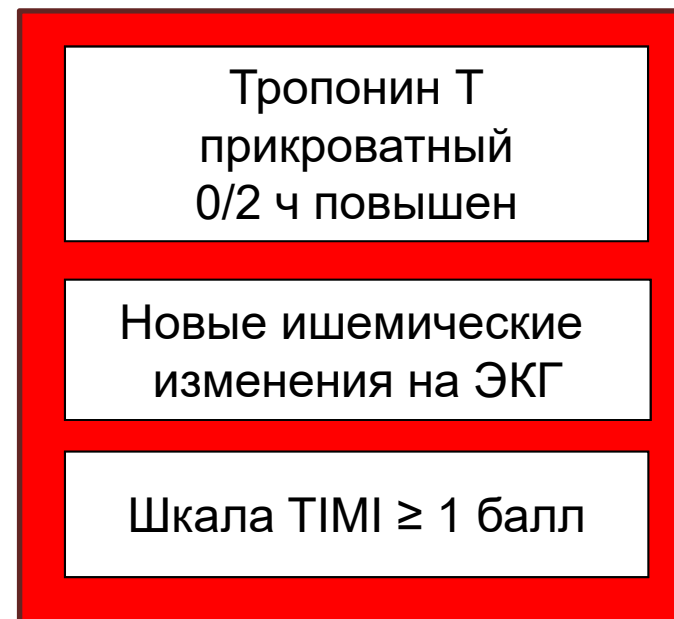 Тропонин Т
прикроватный
0/2 ч повышен
Новые ишемические
изменения на ЭКГ
Шкала TIMI ≥ 1 балл